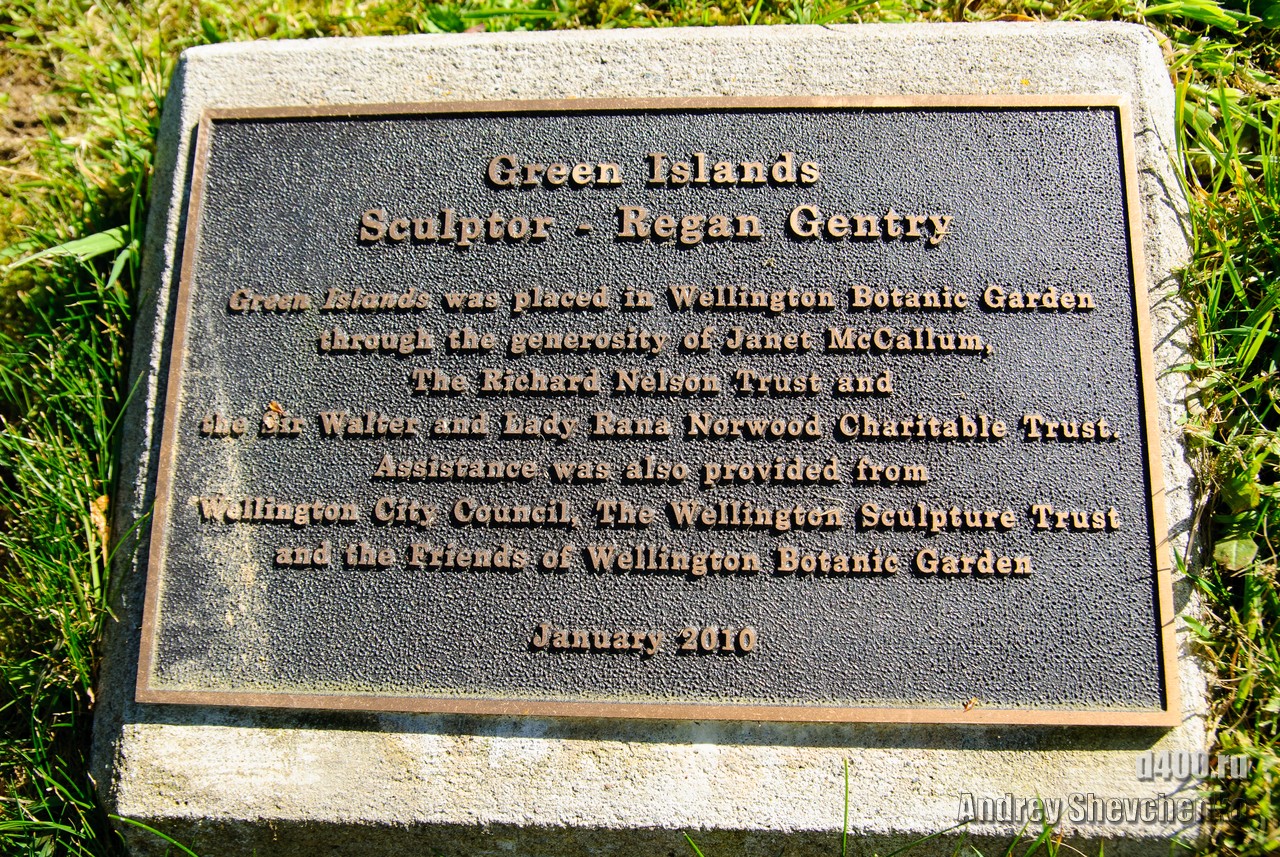 Green Islands
Sculptor - Regan Gentry
Green Islands was placed in Wellington Botanic Garden
through the generosity of Janet McCallum,
The Richard Nelson Trust and
the Sir Walter and Lady Rana Norwood Charitable Trust.
Assistance was also provided from
Wellington City Council, The Wellington Sculpture Trust
and the Friends of Wellington Botanic Garden
January 2010
d400.ru
Andrey Shevchenko